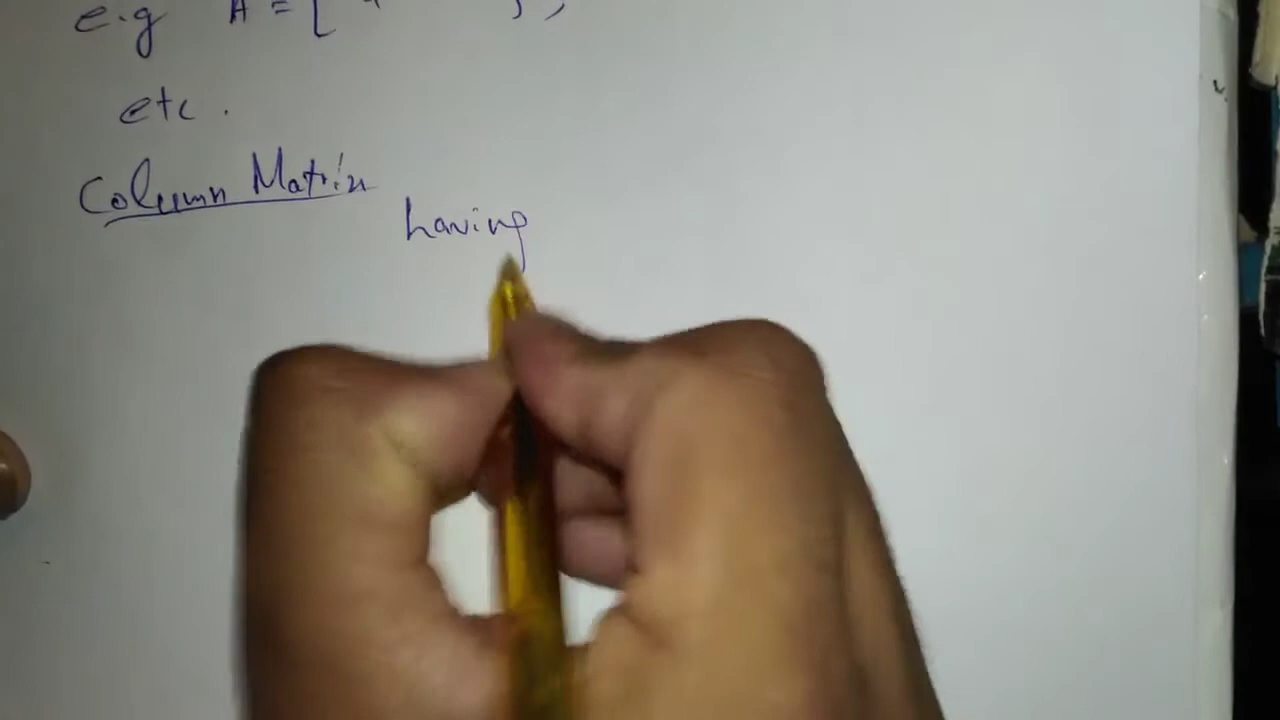 e.g A = [
etc.
Column Matrix
having